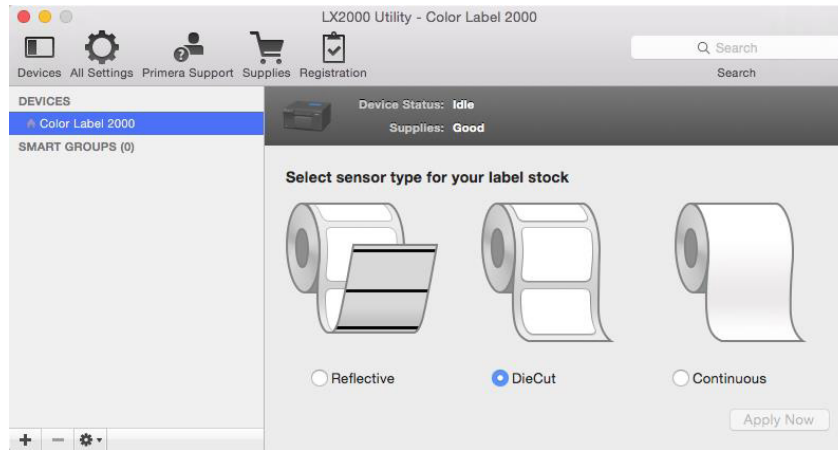 LX2000 Utility - Color Label 2000
Devices All Settings Primera Support Supplies Registration
Search
Search
DEVICES
Color Label 2000
SMART GROUPS (0)
Device Status: Idle
Supplies: Good
Select sensor type for your label stock
Reflective DieCut Continuous
Apply Now